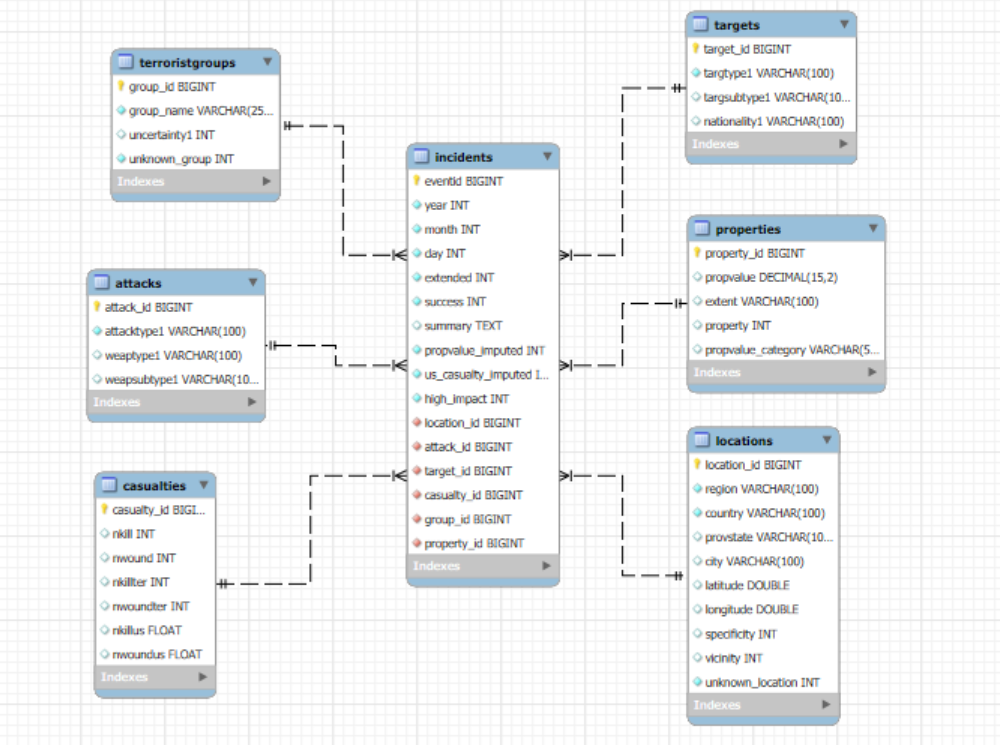 terroristgroups
group_id BIGINT
group_name VARCHAR(25...
uncertainty1 INT
unknown_group INT
Indexes
attacks
attack_id BIGINT
attacktype1 VARCHAR(100)
weaptype1 VARCHAR(100)
weapsubtype1 VARCHAR(10...
Indexes
casualties
casualty_id BIGI...
nkill INT
nwound INT
nkillter INT
nwoundter INT
nkillus FLOAT
nwoundus FLOAT
Indexes
incidents
eventid BIGINT
year INT
month INT
day INT
extended INT
success INT
summary TEXT
propvalue_imputed INT
us_casualty_imputed I...
high_impact INT
location_id BIGINT
attack_id BIGINT
target_id BIGINT
casualty_id BIGINT
group_id BIGINT
property_id BIGINT
Indexes
targets
target_id BIGINT
targtype1 VARCHAR(100)
targsubtype1 VARCHAR(10...
nationality1 VARCHAR(100)
Indexes
properties
property_id BIGINT
propvalue DECIMAL(15,2)
extent VARCHAR(100)
property INT
propvalue_category VARCHAR(5...
Indexes
locations
location_id BIGINT
region VARCHAR(100)
country VARCHAR(100)
provstate VARCHAR(10...
city VARCHAR(100)
latitude DOUBLE
longitude DOUBLE
specificity INT
vicinity INT
unknown_location INT
Indexes